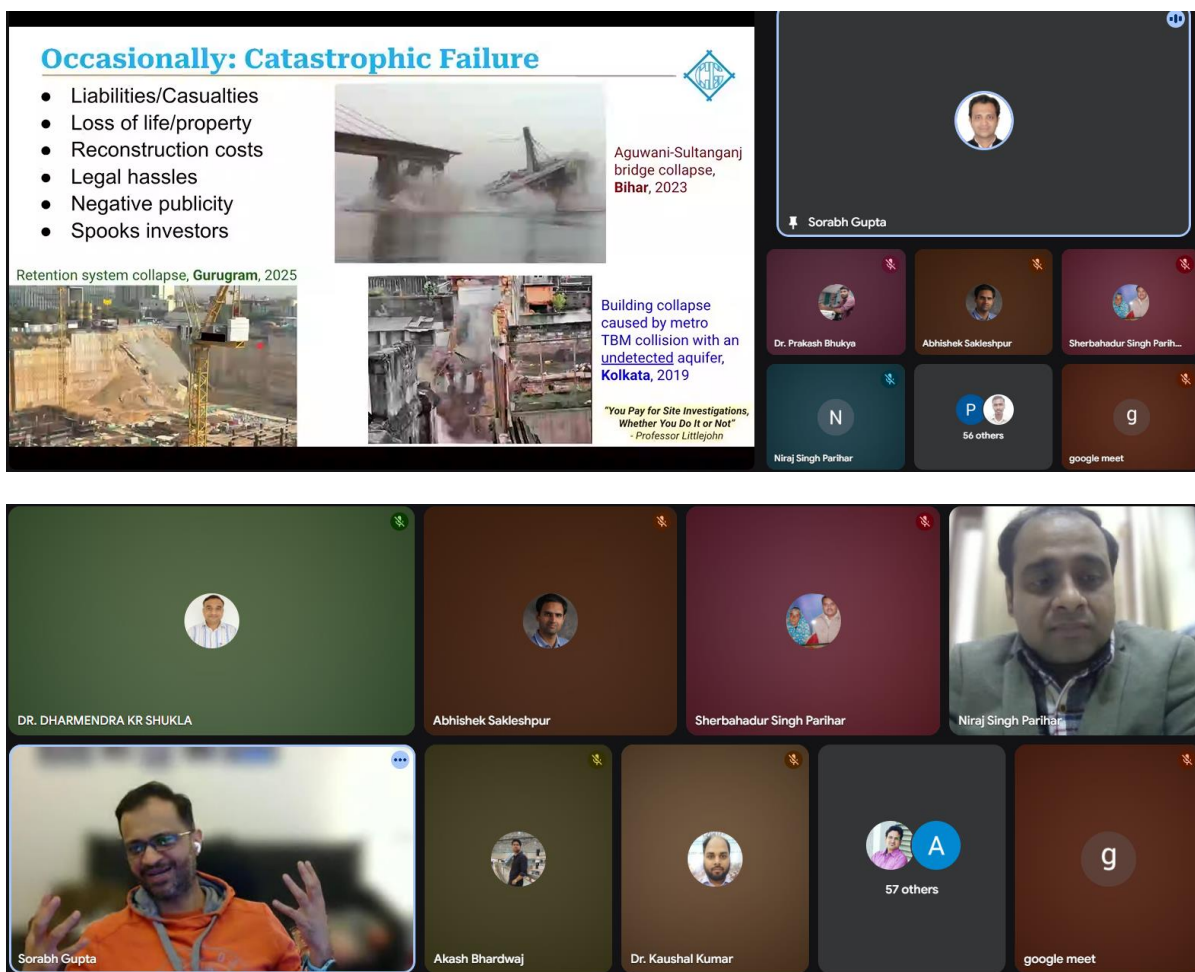 Occasionally: Catastrophic Failure
● Liabilities/Casualties
● Loss of life/property
● Reconstruction costs
● Legal hassles
● Negative publicity
● Spooks investors
Aguwani-Sultanganj
bridge collapse,
Bihar, 2023
Retention system collapse, Gurugram, 2025
Building collapse
caused by metro
TBM collision with an
undetected aquifer,
Kolkata, 2019
"You Pay for Site Investigations,
Whether You Do It or Not"
- Professor Littlejohn
Sorabh Gupta
Dr. Prakash Bhukya
Abhishek Sakleshpur
Sherbahadur Singh Parih...
N
Niraj Singh Parihar
P
56 others
g
google meet
DR. DHARMENDRA KR SHUKLA
Abhishek Sakleshpur
Sherbahadur Singh Parihar
Niraj Singh Parihar
Sorabh Gupta
Akash Bhardwaj
Dr. Kaushal Kumar
A
57 others
g
google meet